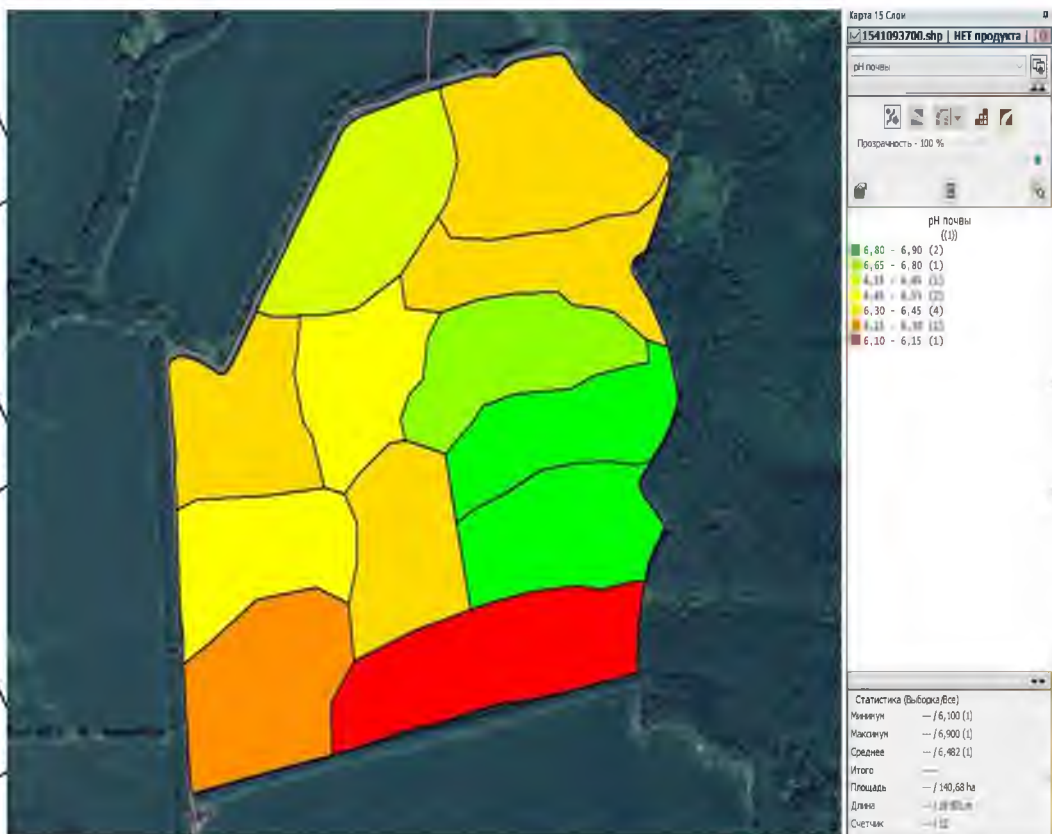 Карта 15 Слои
1541093700.shp | НЕТ продукта |
pH почвы
Прозрачность - 100 %
pH почвы
((1))
6,80 - 6,90 (2)
6,65 - 6,80 (1)
6,30 - 6,45 (4)
6,10 - 6,15 (1)
Статистика (Выборка/Все)
Минимум --- / 6,100 (1)
Максимум --- / 6,900 (1)
Среднее --- / 6,482 (1)
Итого ---
Площадь --- / 140,68 ha
Длина
Счетчик